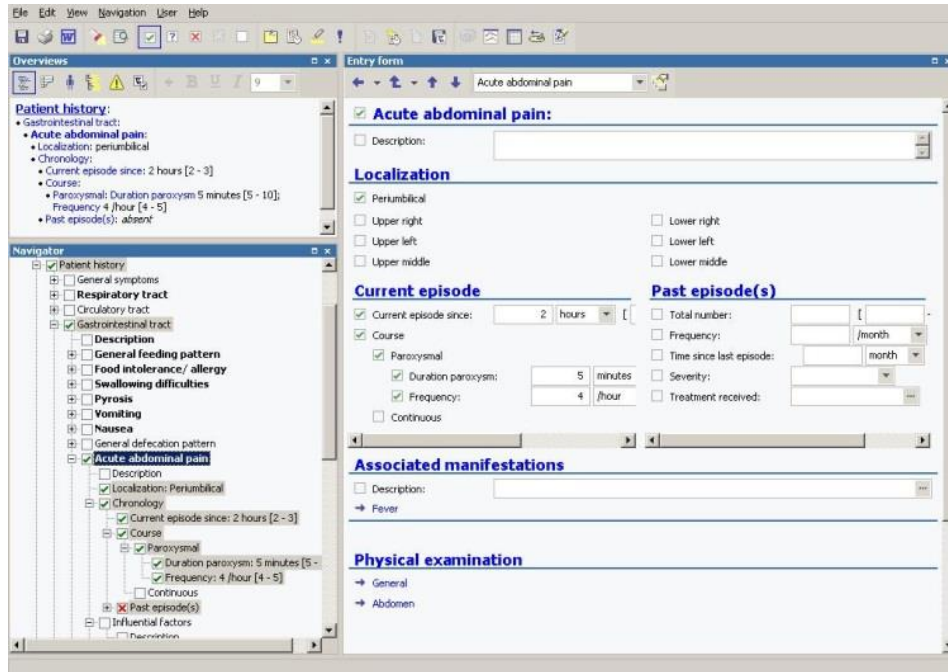 File Edit View Navigation User Help
Overviews
9
Patient history:
Gastrointestinal tract:
Acute abdominal pain:
Localization: periumbilical
Chronology:
Current episode since: 2 hours [2 - 3]
Course:
Paroxysmal: Duration paroxysm 5 minutes [5 - 10];
Frequency 4 /hour [4 - 5]
Past episode(s): absent
Navigator
Patient history
General symptoms
Respiratory tract
Circulatory tract
Gastrointestinal tract
Description
General feeding pattern
Food intolerance/ allergy
Swallowing difficulties
Pyrosis
Vomiting
Nausea
General defecation pattern
Acute abdominal pain
Description
Localization: Periumbilical
Chronology
Current episode since: 2 hours [2 - 3]
Course
Paroxysmal
Duration paroxysm: 5 minutes [5 -
Frequency: 4 /hour [4 - 5]
Continuous
Past episode(s)
Influential factors
Description
Entry form
Acute abdominal pain
Acute abdominal pain:
Description:
Localization
Periumbilical
Upper right Lower right
Upper left Lower left
Upper middle Lower middle
Current episode
Current episode since: 2 hours [
Course
Paroxysmal
Duration paroxysm: 5 minutes
Frequency: 4 /hour
Continuous
Past episode(s)
Total number: [ -
Frequency: /month
Time since last episode: month
Severity:
Treatment received: ...
Associated manifestations
Description: ...
Fever
Physical examination
General
Abdomen